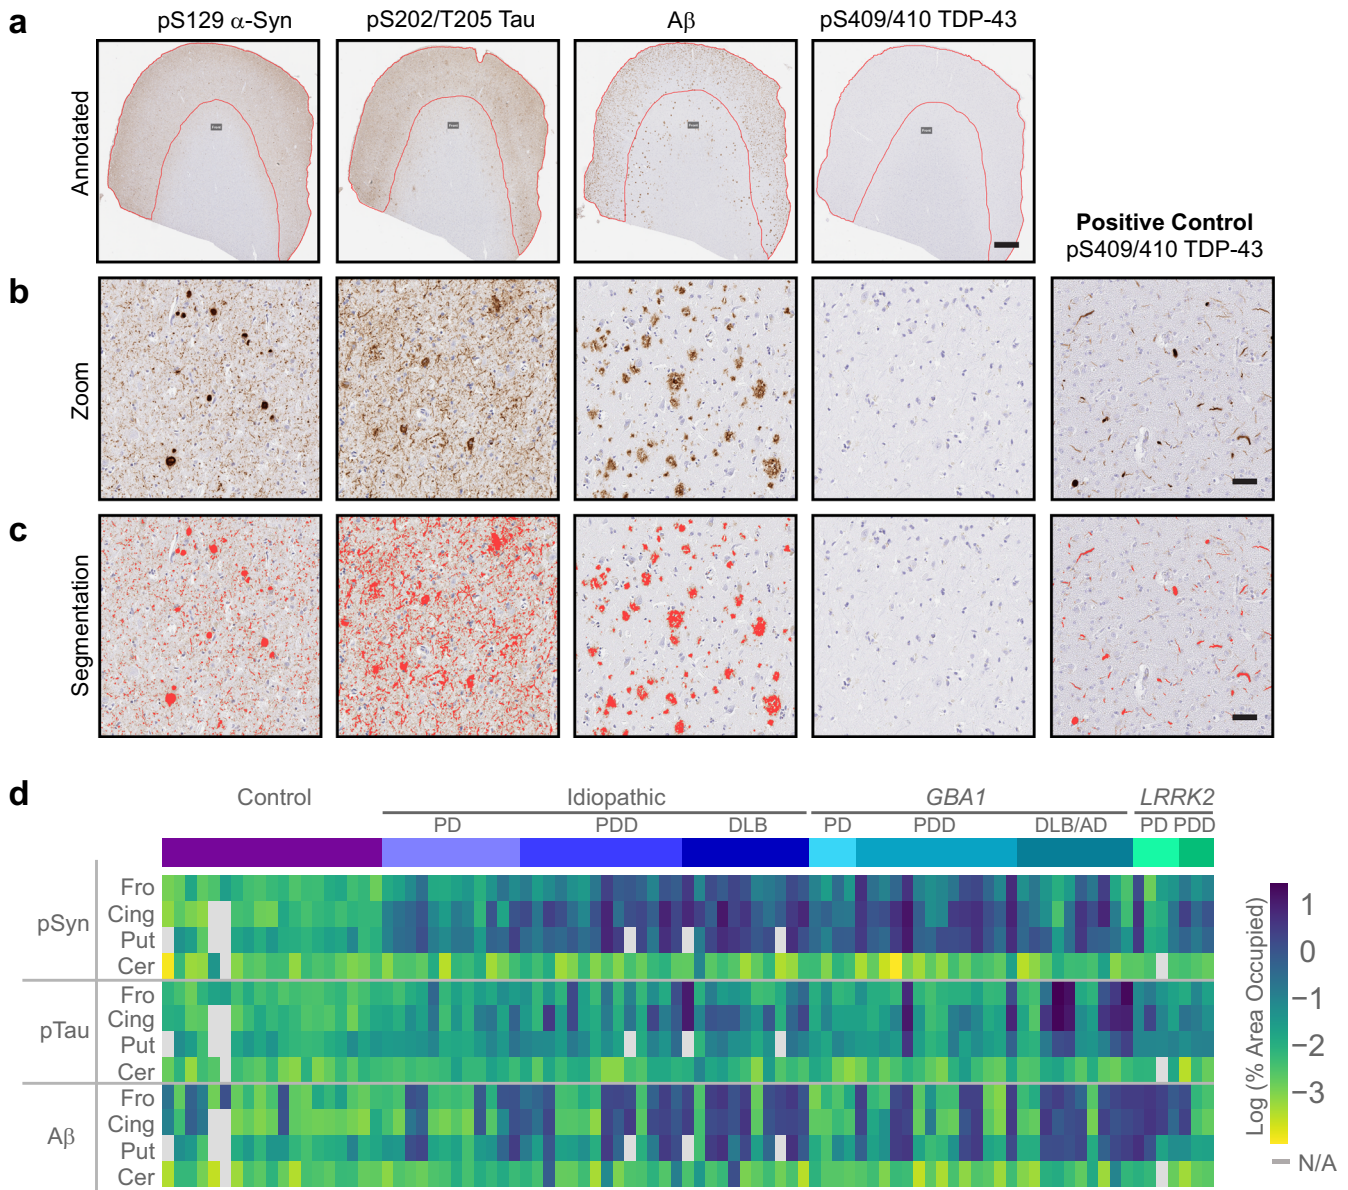 a
pS129 α-Syn
pS202/T205 Tau
Aβ
pS409/410 TDP-43
Annotated
Positive Control
pS409/410 TDP-43
b
Zoom
c
Segmentation
d
Control
Idiopathic
GBA1
LRRK2
PD
PDD
DLB
PD
PDD
DLB/AD
PD PDD
pSyn
Fro
Cing
Put
Cer
pTau
Fro
Cing
Put
Cer
Aβ
Fro
Cing
Put
Cer
Log (% Area Occupied)
1
0
−1
−2
−3
N/A